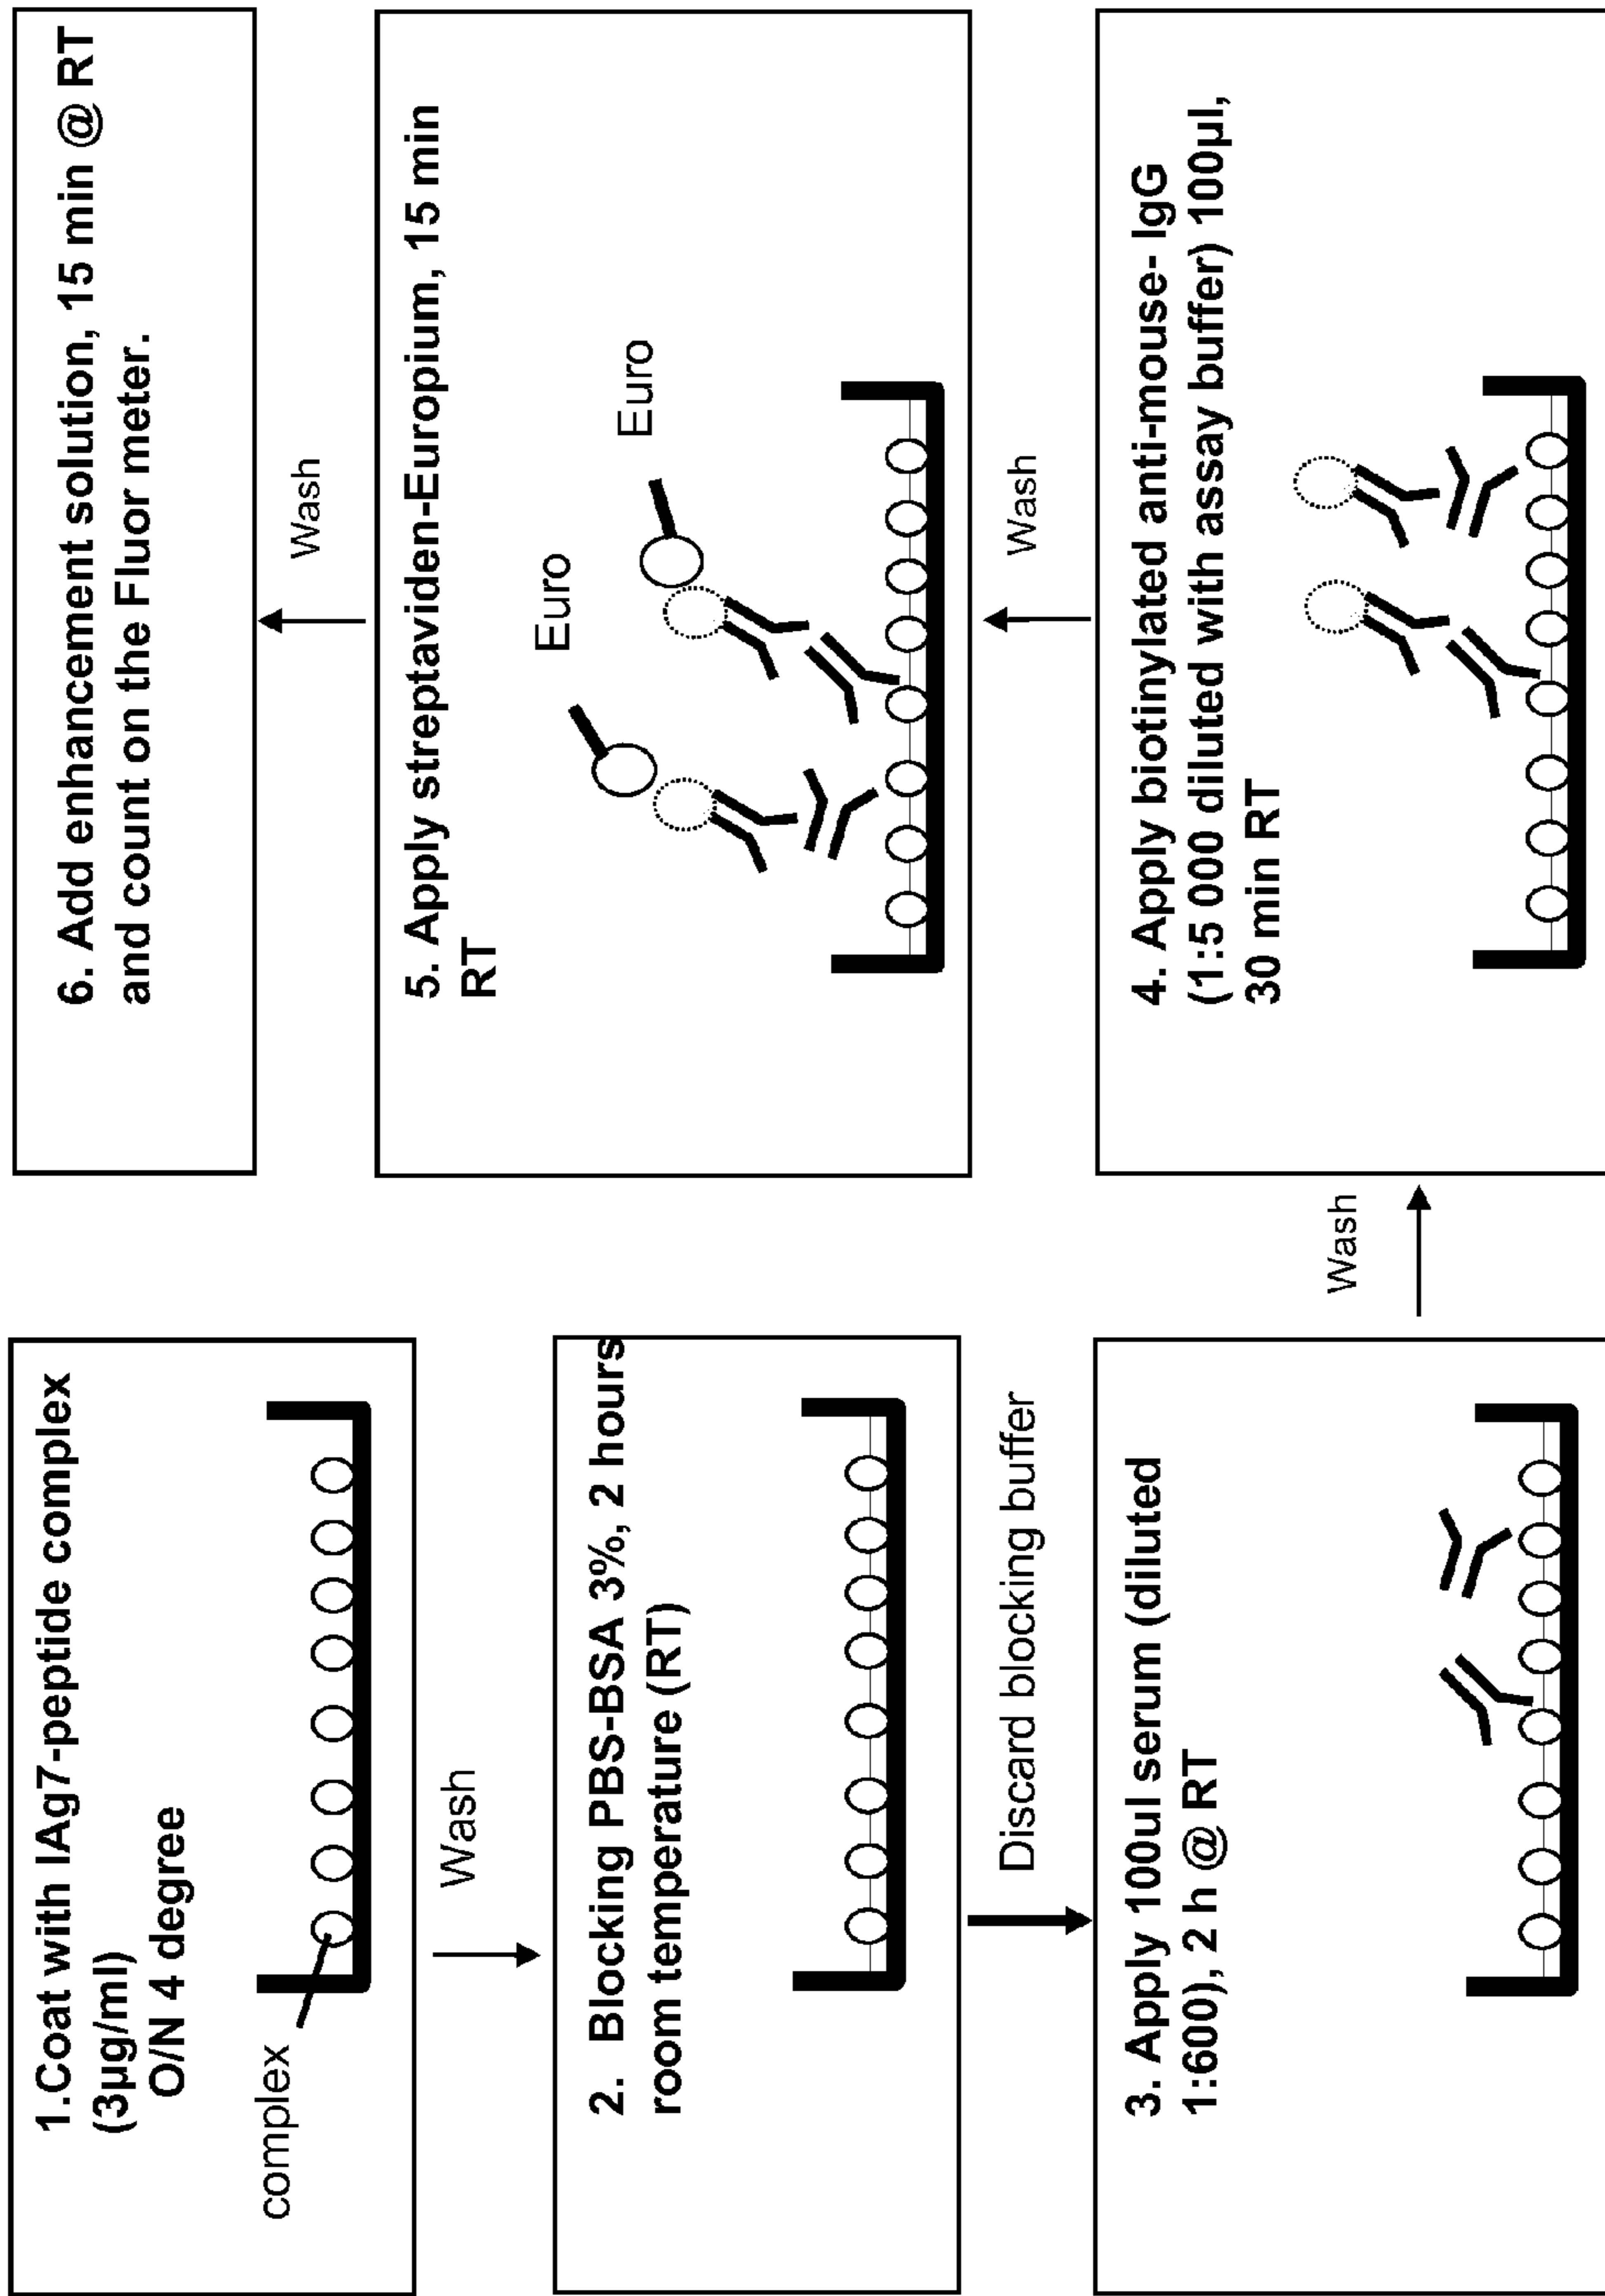 1.Coat with IAg7-peptide complex
(3µg/ml)
O/N 4 degree
complex
Wash
2. Blocking PBS-BSA 3%, 2 hours
room temperature (RT)
Discard blocking buffer
3. Apply 100ul serum (diluted
1:600), 2 h @ RT
Wash
4. Apply biotinylated anti-mouse- IgG
(1:5 000 diluted with assay buffer) 100µl,
30 min RT
Wash
5. Apply streptaviden-Europium, 15 min
RT
Euro
Euro
Wash
6. Add enhancement solution, 15 min @ RT
and count on the Fluor meter.